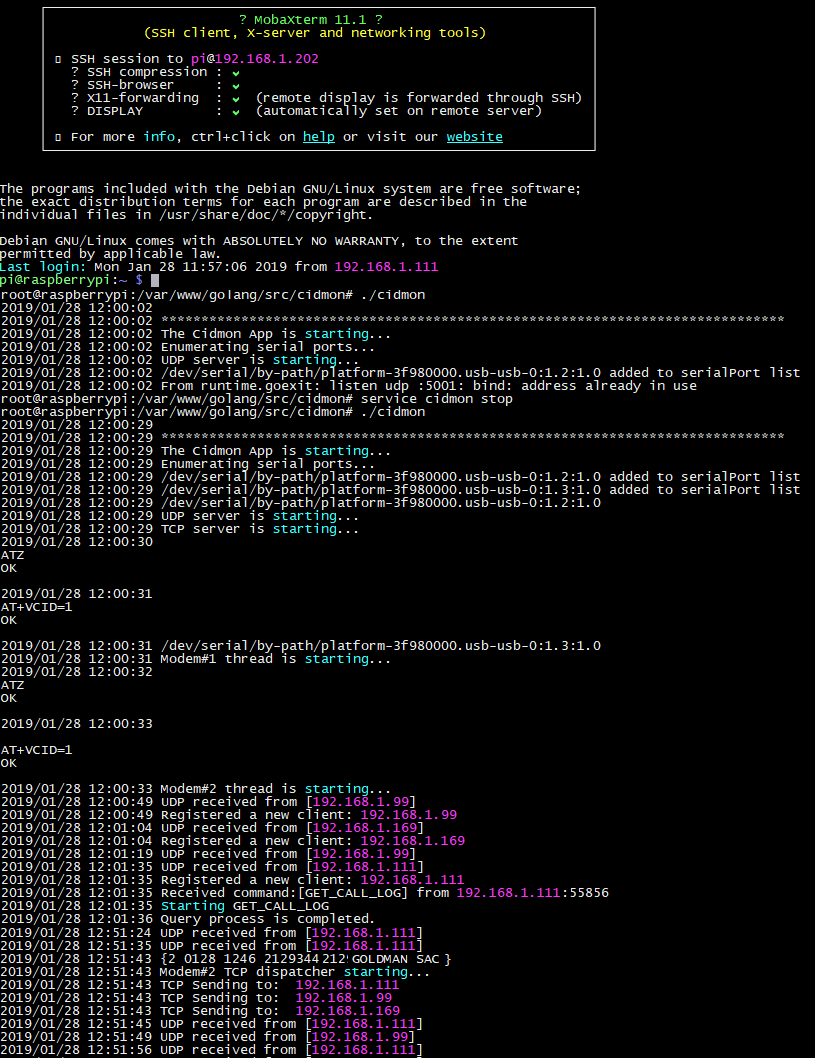 ? MobaXterm 11.1 ?
(SSH client, X-server and networking tools)
▯ SSH session to pi@192.168.1.202
? SSH compression : ✔
? SSH-browser     : ✔
? X11-forwarding  : ✔  (remote display is forwarded through SSH)
? DISPLAY         : ✔  (automatically set on remote server)
▯ For more info, ctrl+click on help or visit our website
The programs included with the Debian GNU/Linux system are free software;
the exact distribution terms for each program are described in the
individual files in /usr/share/doc/*/copyright.
Debian GNU/Linux comes with ABSOLUTELY NO WARRANTY, to the extent
permitted by applicable law.
Last login: Mon Jan 28 11:57:06 2019 from 192.168.1.111
pi@raspberrypi:~ $
root@raspberrypi:/var/www/golang/src/cidmon# ./cidmon
2019/01/28 12:00:02
2019/01/28 12:00:02 ******************************************************************************
2019/01/28 12:00:02 The Cidmon App is starting...
2019/01/28 12:00:02 Enumerating serial ports...
2019/01/28 12:00:02 UDP server is starting...
2019/01/28 12:00:02 /dev/serial/by-path/platform-3f980000.usb-usb-0:1.2:1.0 added to serialPort list
2019/01/28 12:00:02 From runtime.goexit: listen udp :5001: bind: address already in use
root@raspberrypi:/var/www/golang/src/cidmon# service cidmon stop
root@raspberrypi:/var/www/golang/src/cidmon# ./cidmon
2019/01/28 12:00:29
2019/01/28 12:00:29 ******************************************************************************
2019/01/28 12:00:29 The Cidmon App is starting...
2019/01/28 12:00:29 Enumerating serial ports...
2019/01/28 12:00:29 /dev/serial/by-path/platform-3f980000.usb-usb-0:1.2:1.0 added to serialPort list
2019/01/28 12:00:29 /dev/serial/by-path/platform-3f980000.usb-usb-0:1.3:1.0 added to serialPort list
2019/01/28 12:00:29 /dev/serial/by-path/platform-3f980000.usb-usb-0:1.2:1.0
2019/01/28 12:00:29 UDP server is starting...
2019/01/28 12:00:29 TCP server is starting...
2019/01/28 12:00:30
ATZ
OK
2019/01/28 12:00:31
AT+VCID=1
OK
2019/01/28 12:00:31 /dev/serial/by-path/platform-3f980000.usb-usb-0:1.3:1.0
2019/01/28 12:00:31 Modem#1 thread is starting...
2019/01/28 12:00:32
ATZ
OK
2019/01/28 12:00:33
AT+VCID=1
OK
2019/01/28 12:00:33 Modem#2 thread is starting...
2019/01/28 12:00:49 UDP received from [192.168.1.99]
2019/01/28 12:00:49 Registered a new client: 192.168.1.99
2019/01/28 12:01:04 UDP received from [192.168.1.169]
2019/01/28 12:01:04 Registered a new client: 192.168.1.169
2019/01/28 12:01:19 UDP received from [192.168.1.99]
2019/01/28 12:01:35 UDP received from [192.168.1.111]
2019/01/28 12:01:35 Registered a new client: 192.168.1.111
2019/01/28 12:01:35 Received command:[GET_CALL_LOG] from 192.168.1.111:55856
2019/01/28 12:01:35 Starting GET_CALL_LOG
2019/01/28 12:01:36 Query process is completed.
2019/01/28 12:51:24 UDP received from [192.168.1.111]
2019/01/28 12:51:35 UDP received from [192.168.1.111]
2019/01/28 12:51:43 {2 0128 1246 2129344 212 GOLDMAN SAC }
2019/01/28 12:51:43 Modem#2 TCP dispatcher starting...
2019/01/28 12:51:43 TCP Sending to:  192.168.1.111
2019/01/28 12:51:43 TCP Sending to:  192.168.1.99
2019/01/28 12:51:43 TCP Sending to:  192.168.1.169
2019/01/28 12:51:45 UDP received from [192.168.1.111]
2019/01/28 12:51:49 UDP received from [192.168.1.99]
2019/01/28 12:51:56 UDP received from [192.168.1.111]